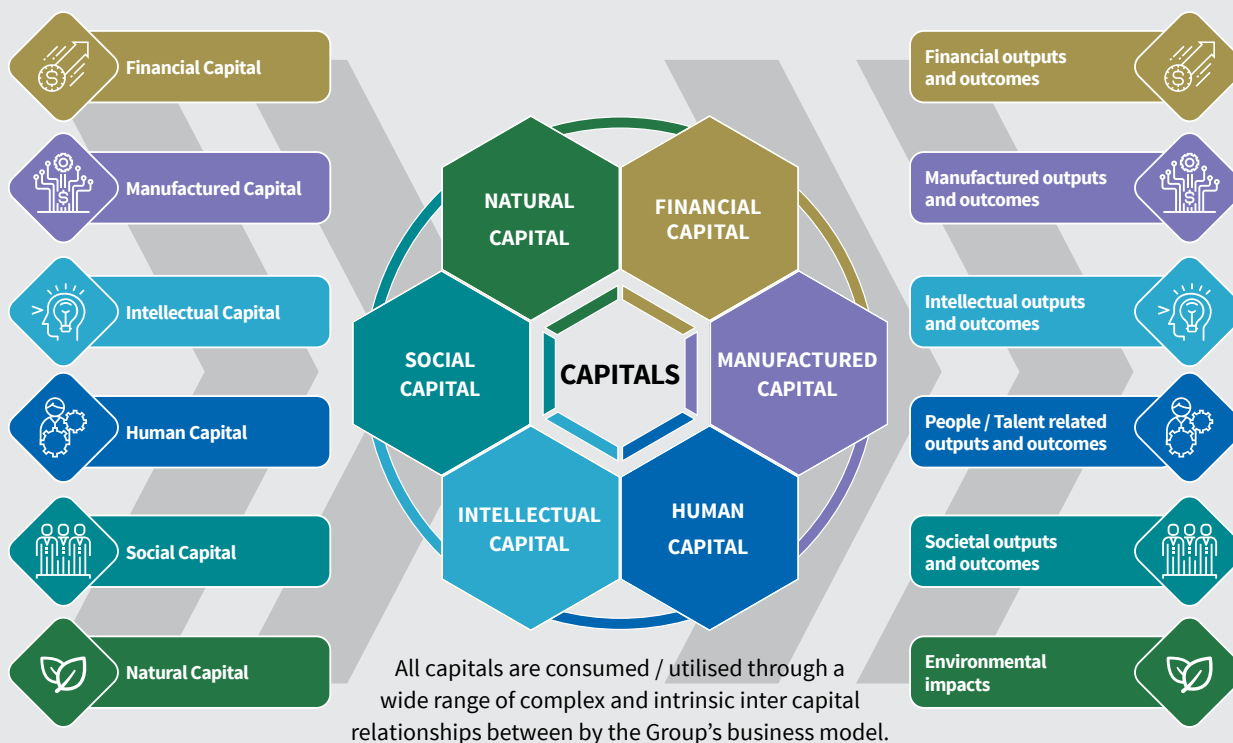 Financial Capital
Manufactured Capital
Intellectual Capital
Human Capital
Social Capital
Natural Capital
NATURAL
CAPITAL
FINANCIAL
CAPITAL
SOCIAL
CAPITAL
CAPITALS
MANUFACTURED
CAPITAL
INTELLECTUAL
CAPITAL
HUMAN
CAPITAL
All capitals are consumed / utilised through a
wide range of complex and intrinsic inter capital
relationships between by the Group's business model.
Financial outputs
and outcomes
Manufactured outputs
and outcomes
Intellectual outputs
and outcomes
People / Talent related
outputs and outcomes
Societal outputs
and outcomes
Environmental
impacts